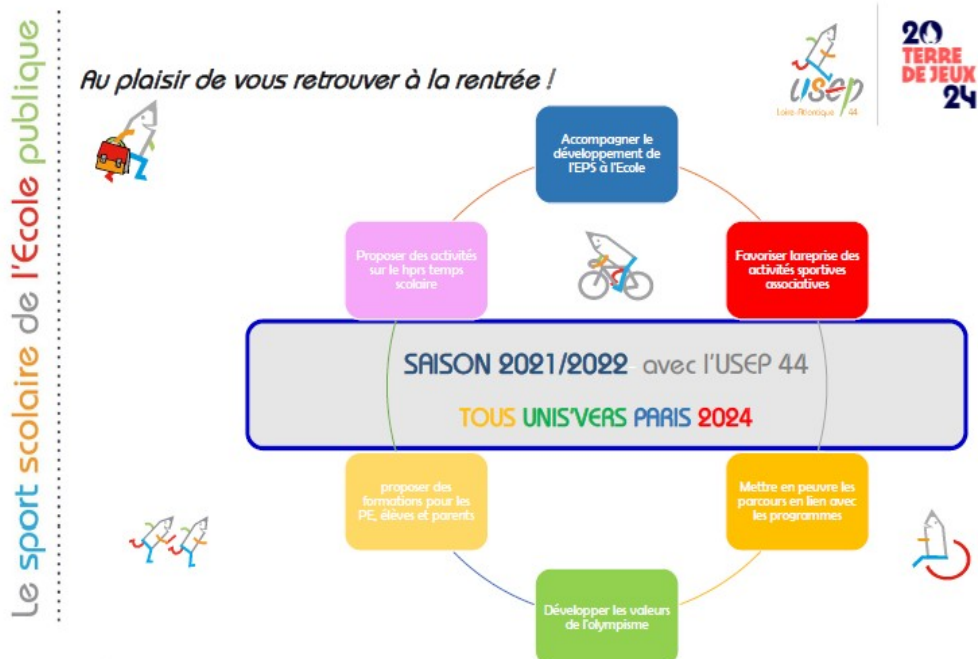 Le sport scolaire de l'Ecole publique
Au plaisir de vous retrouver à la rentrée !
usep
Loire-Atlantique 44
20
TERRE
DE JEUX
24
Accompagner le
développement de
l'EPS à l'Ecole
Proposer des activités
sur le hprs temps
scolaire
Favoriser lareprise des
activités sportives
associatives
SAISON 2021/2022 avec l'USEP 44
TOUS UNIS'VERS PARIS 2024
proposer des
formations pour les
PE, élèves et parents
Mettre en peuvre les
parcours en lien avec
les programmes
Développer les valeurs
de l'olympisme